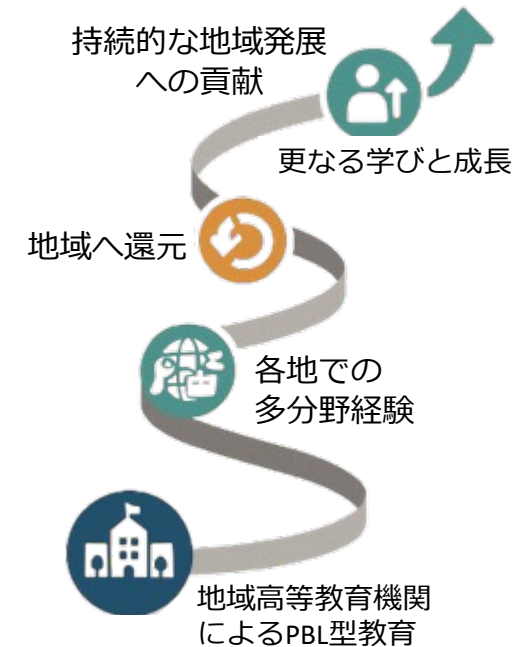 持続的な地域発展
への貢献
更なる学びと成長
地域へ還元
各地での
多分野経験
地域高等教育機関
によるPBL型教育